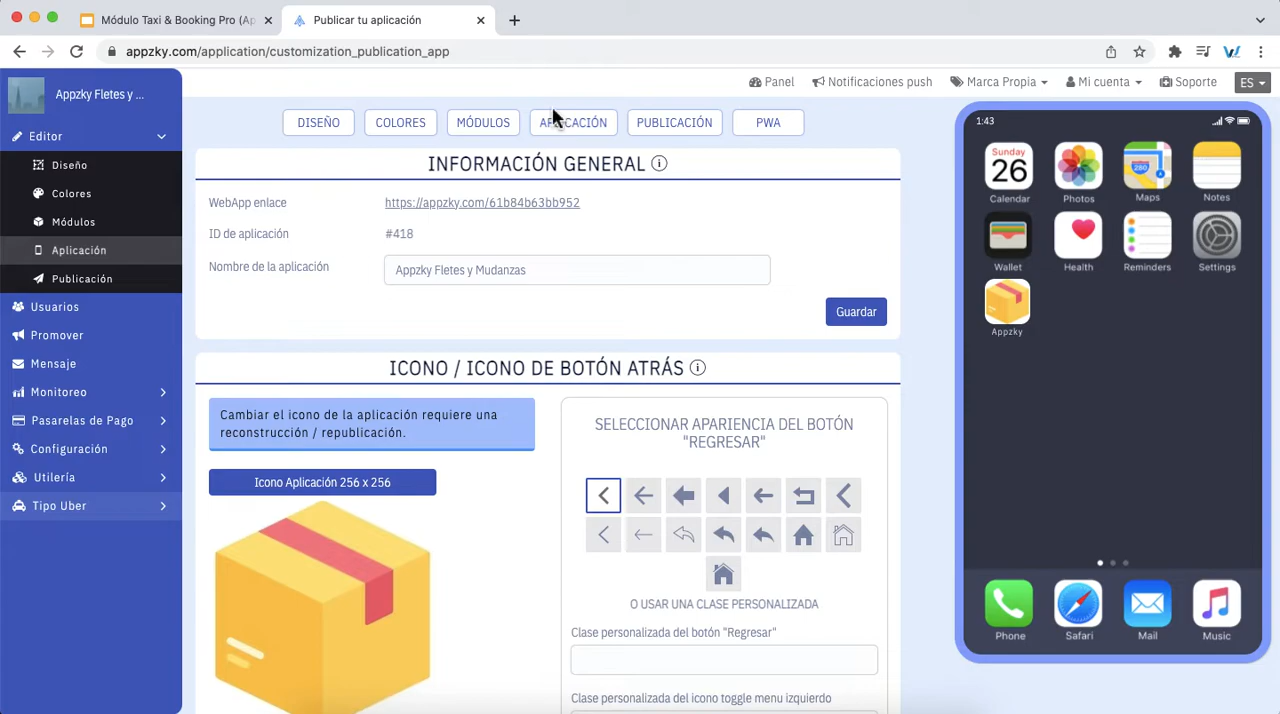 Módulo Taxi & Booking Pro (Ap
Publicar tu aplicación
appzky.com/application/customization_publication_app
Appzky Fletes y ...
Panel
Notificaciones push
Marca Propia
Mi cuenta
Soporte
ES
Editor
Diseño
Colores
Módulos
Aplicación
Publicación
Usuarios
Promover
Mensaje
Monitoreo
Pasarelas de Pago
Configuración
Utilería
Tipo Uber
DISEÑO
COLORES
MÓDULOS
APLICACIÓN
PUBLICACIÓN
PWA
INFORMACIÓN GENERAL
WebApp enlace
https://appzky.com/61b84b63bb952
ID de aplicación
#418
Nombre de la aplicación
Appzky Fletes y Mudanzas
Guardar
ICONO / ICONO DE BOTÓN ATRÁS
Cambiar el icono de la aplicación requiere una
reconstrucción / republicación.
Icono Aplicación 256 x 256
SELECCIONAR APARIENCIA DEL BOTÓN
"REGRESAR"
O USAR UNA CLASE PERSONALIZADA
Clase personalizada del botón "Regresar"
Clase personalizada del icono toggle menu izquierdo
1:43
Sunday
26
280
Calendar
Photos
Maps
Notes
Wallet
Health
Reminders
Settings
Appzky
Phone
Safari
Mail
Music